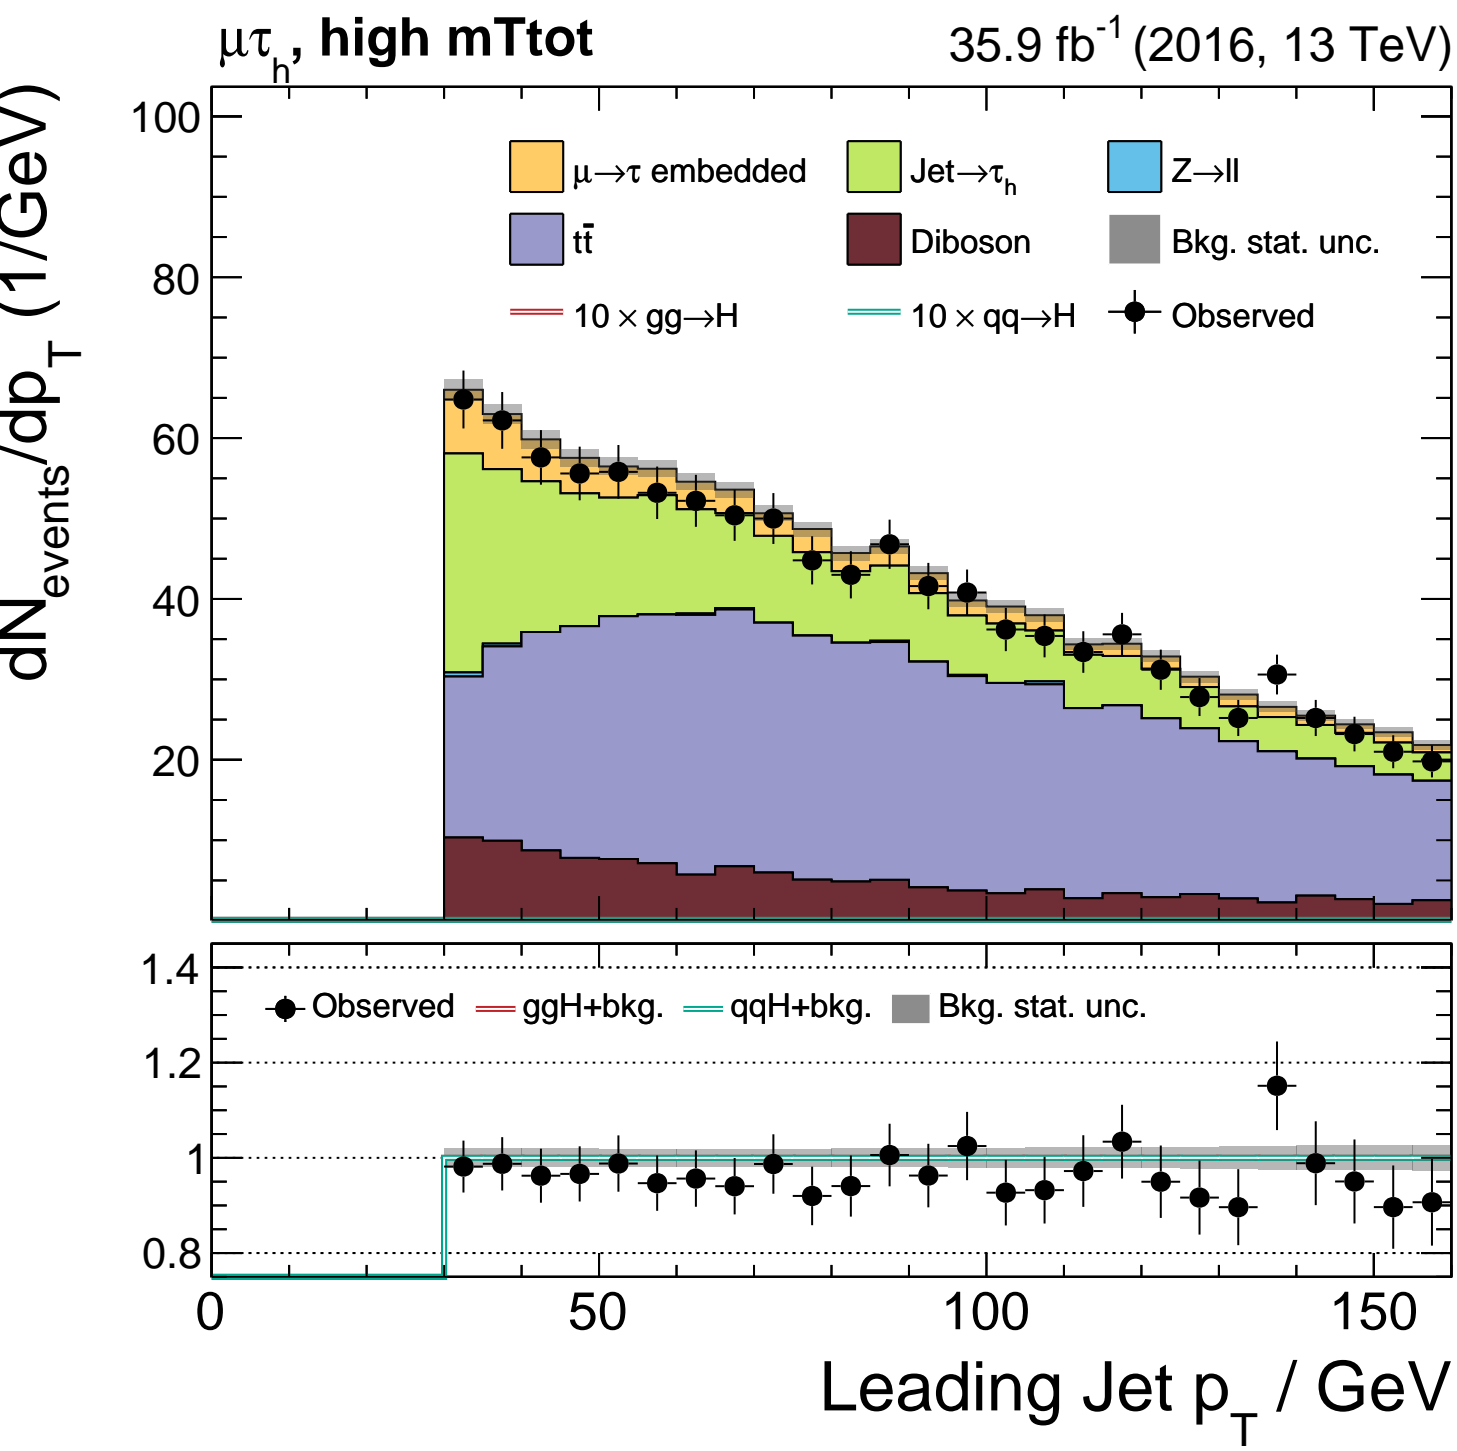 μτh, high mTtot
35.9 fb-1 (2016, 13 TeV)
dNevents/dpT (1/GeV)
100
80
60
40
20
μ→τ embedded
Jet→τh
Z→ll
tt̄
Diboson
Bkg. stat. unc.
10 × gg→H
10 × qq→H
Observed
1.4
1.2
1
0.8
Observed
ggH+bkg.
qqH+bkg.
Bkg. stat. unc.
0
50
100
150
Leading Jet pT / GeV